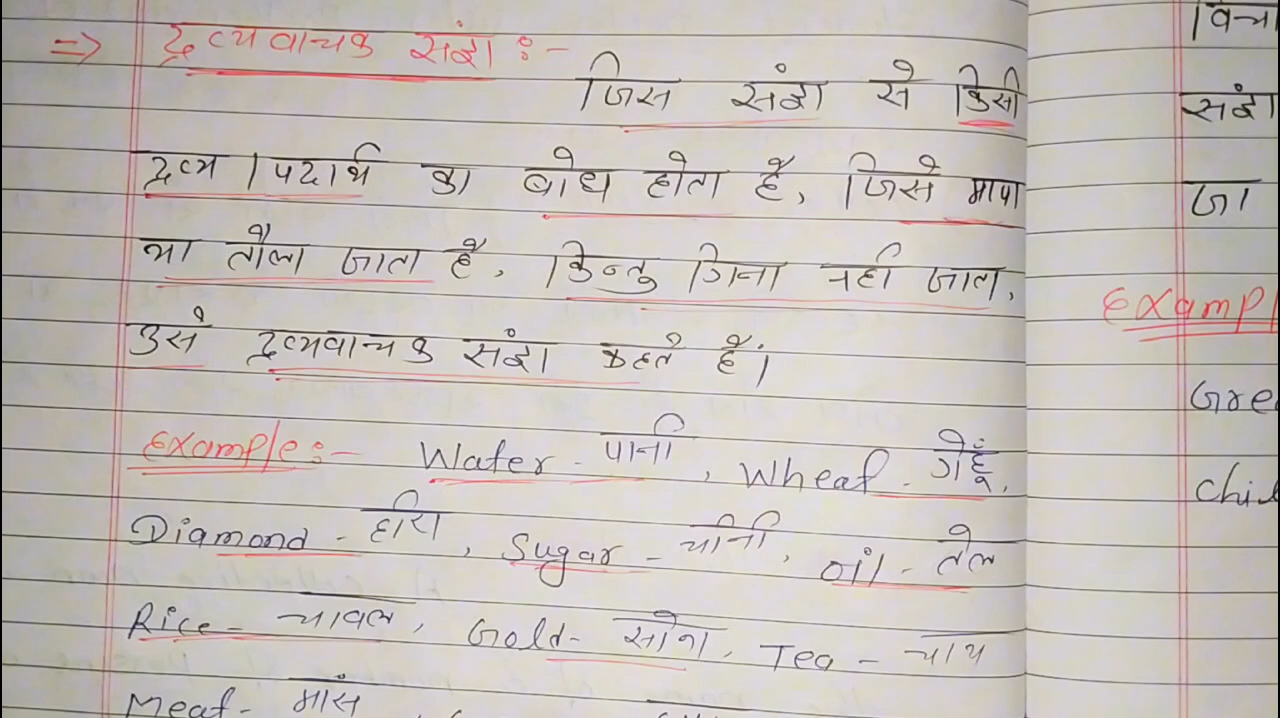 => द्रव्यवाचक संज्ञा :-
जिस संज्ञा से किसी
द्रव्य / पदार्थ का बोध होता है, जिसे मापा
या तौला जाता है, किन्तु गिना नही जाता,
उसे द्रव्यवाचक संज्ञा कहते हैं।
Example:- Water - पानी, Wheat - गेहूँ,
Diamond - हीरा, Sugar - चीनी, Oil - तेल
Rice - चावल, Gold - सोना, Tea - चाय
Meat - मांस
संज्ञा
जा
Exampl
Gre
Chi